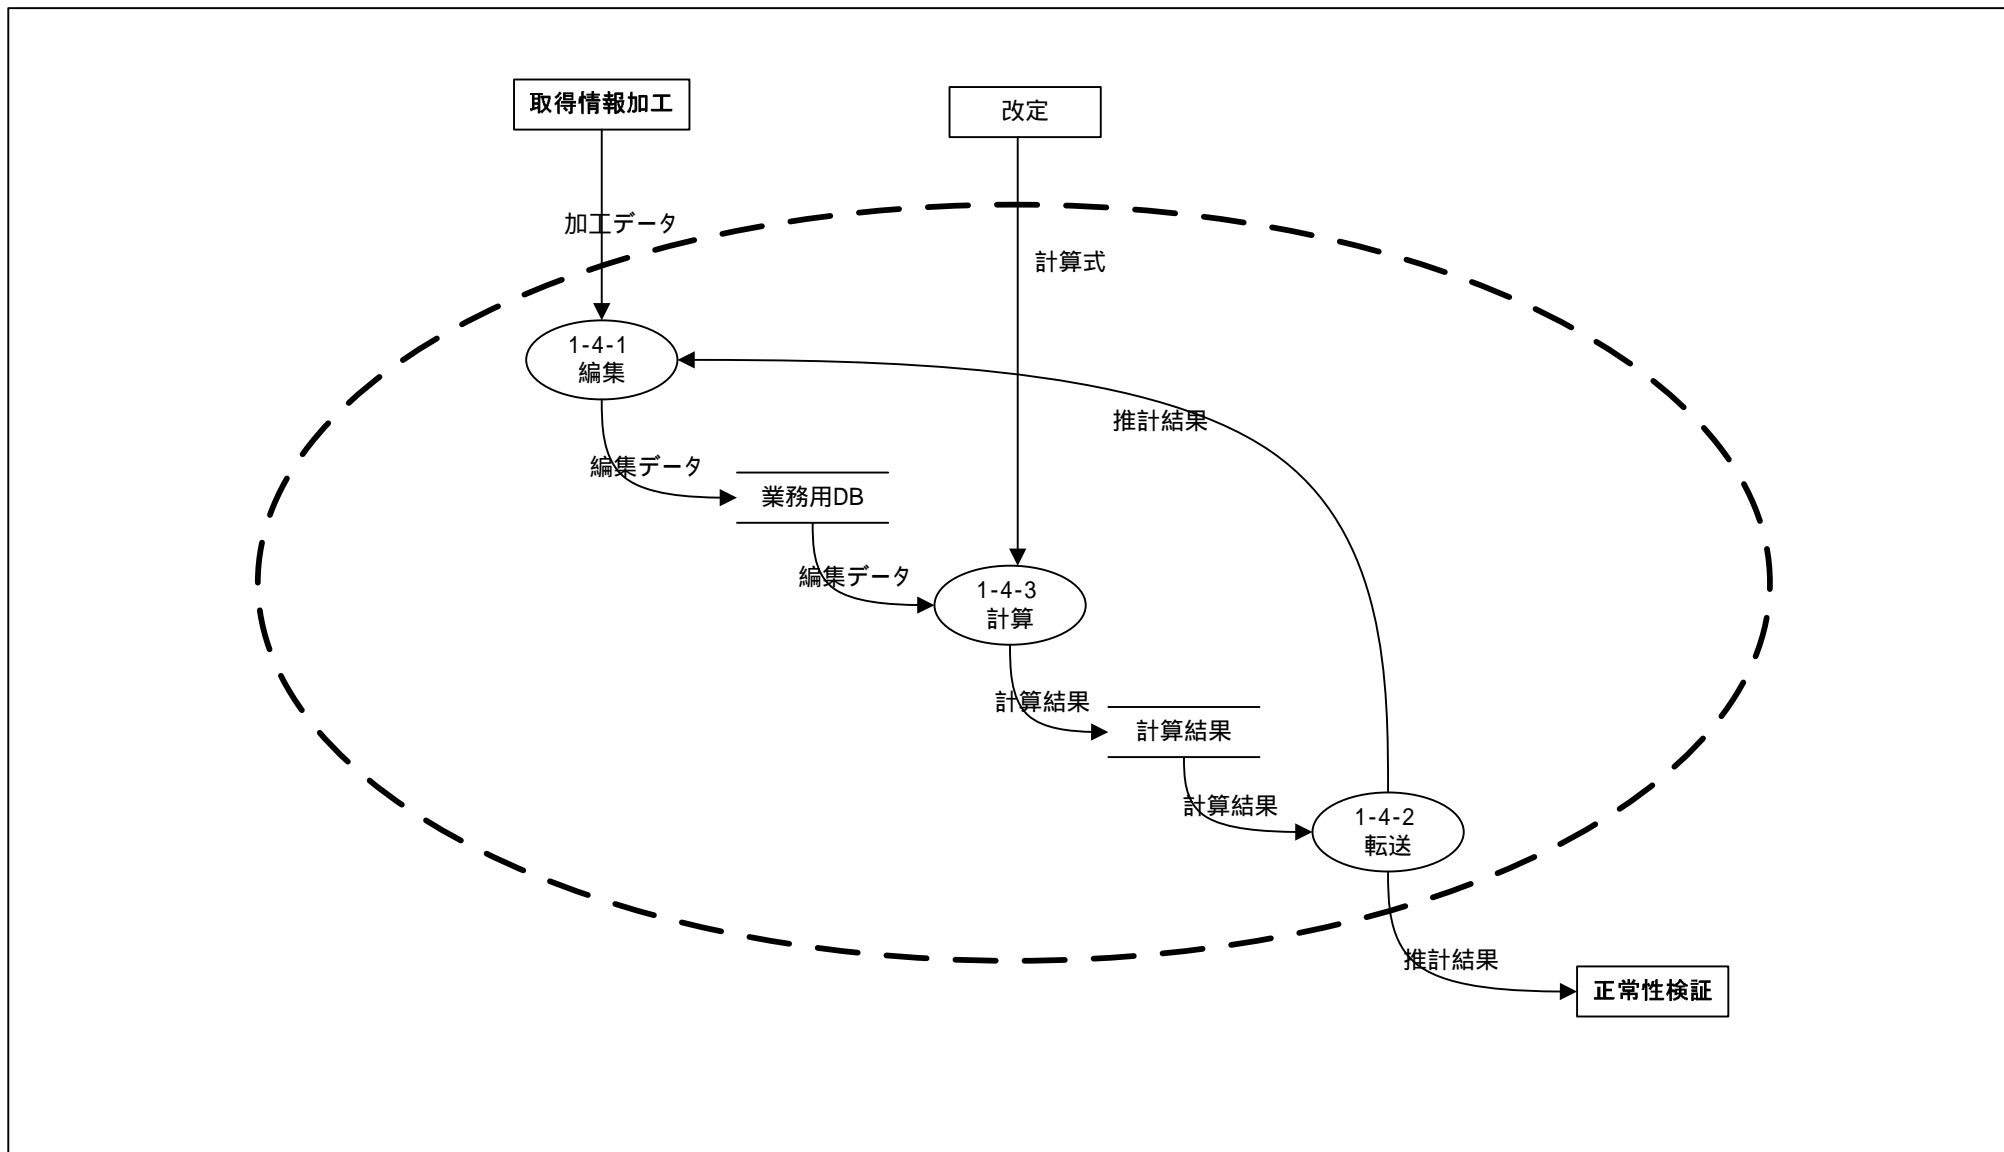 取得情報加工
改定
加工データ
計算式
1-4-1
編集
推計結果
編集データ
業務用DB
編集データ
1-4-3
計算
計算結果
計算結果
計算結果
1-4-2
転送
推計結果
正常性検証